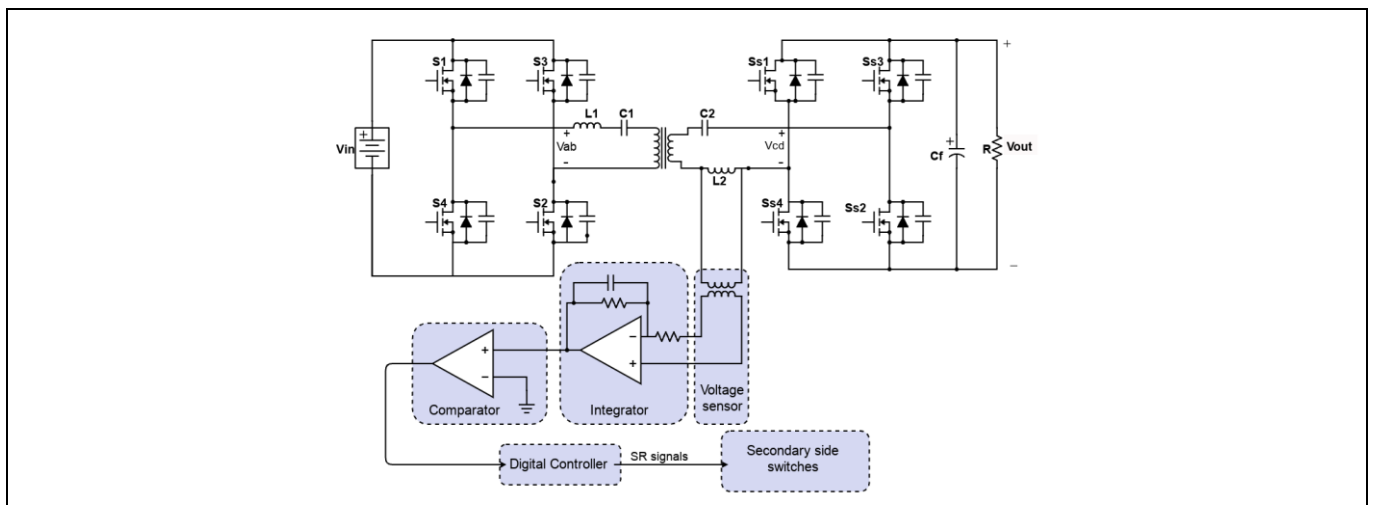 S1
S3
Ss1
Ss3
L1
C1
C2
+
+
+
+
Vin
Vab
Vcd
+
Cf
R
Vout
-
-
L2
S4
S2
Ss4
Ss2
−
−
+
+
−
Comparator
Integrator
Voltage
sensor
Digital Controller
SR signals
Secondary side
switches